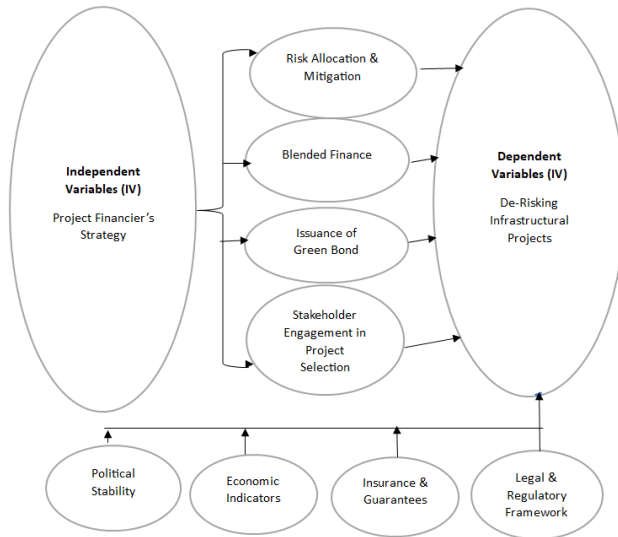 Independent
Variables (IV)
Project Financier's
Strategy
Risk Allocation &
Mitigation
Blended Finance
Issuance of
Green Bond
Stakeholder
Engagement in
Project
Selection
Dependent
Variables (IV)
De-Risking
Infrastructural
Projects
Political
Stability
Economic
Indicators
Insurance &
Guarantees
Legal &
Regulatory
Framework